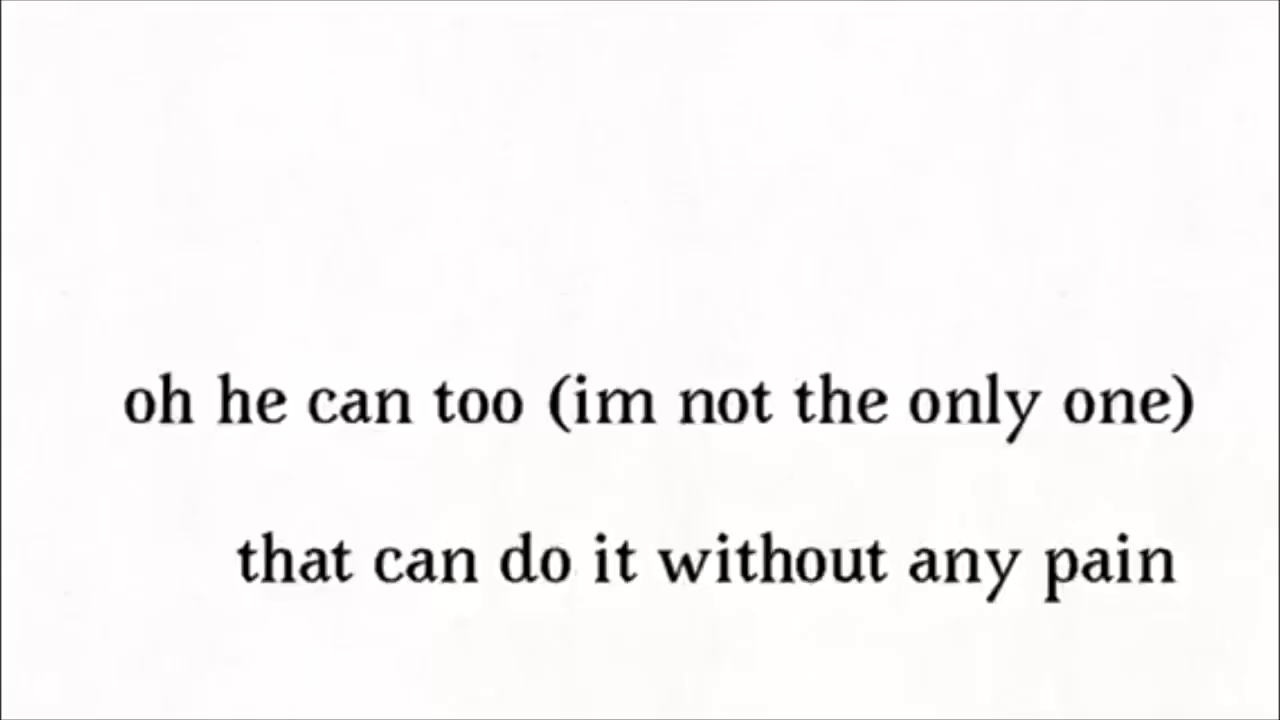 oh he can too (im not the only one)
that can do it without any pain